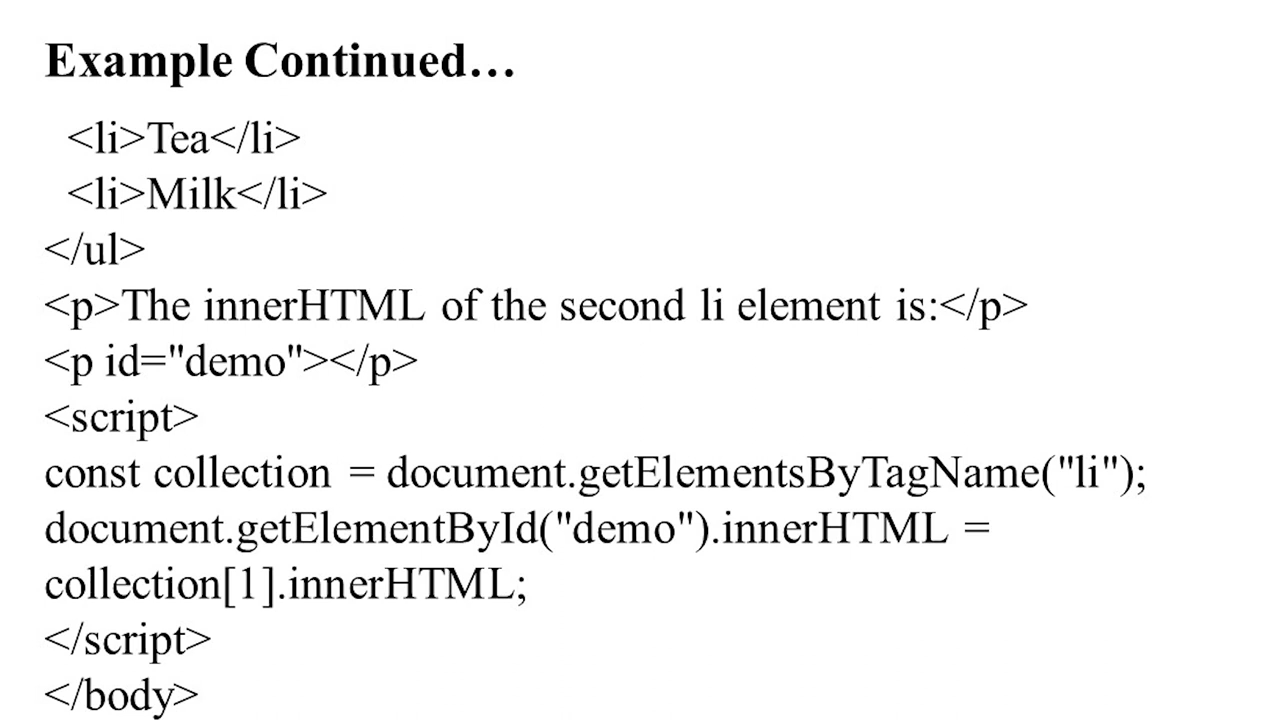 Example Continued…
<li>Tea</li>
<li>Milk</li>
</ul>
<p>The innerHTML of the second li element is:</p>
<p id="demo"></p>
<script>
const collection = document.getElementsByTagName("li");
document.getElementById("demo").innerHTML =
collection[1].innerHTML;
</script>
</body>